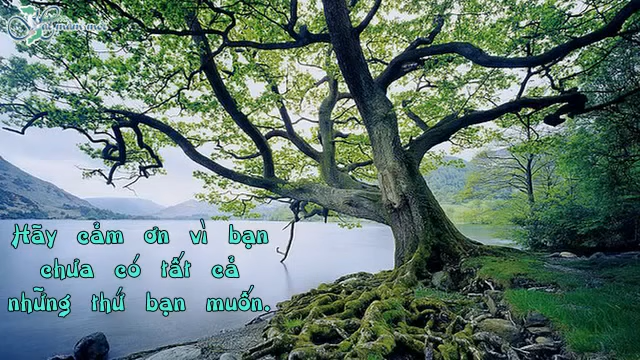 Hãy cảm ơn vì bạn
chưa có tất cả
những thứ bạn muốn.